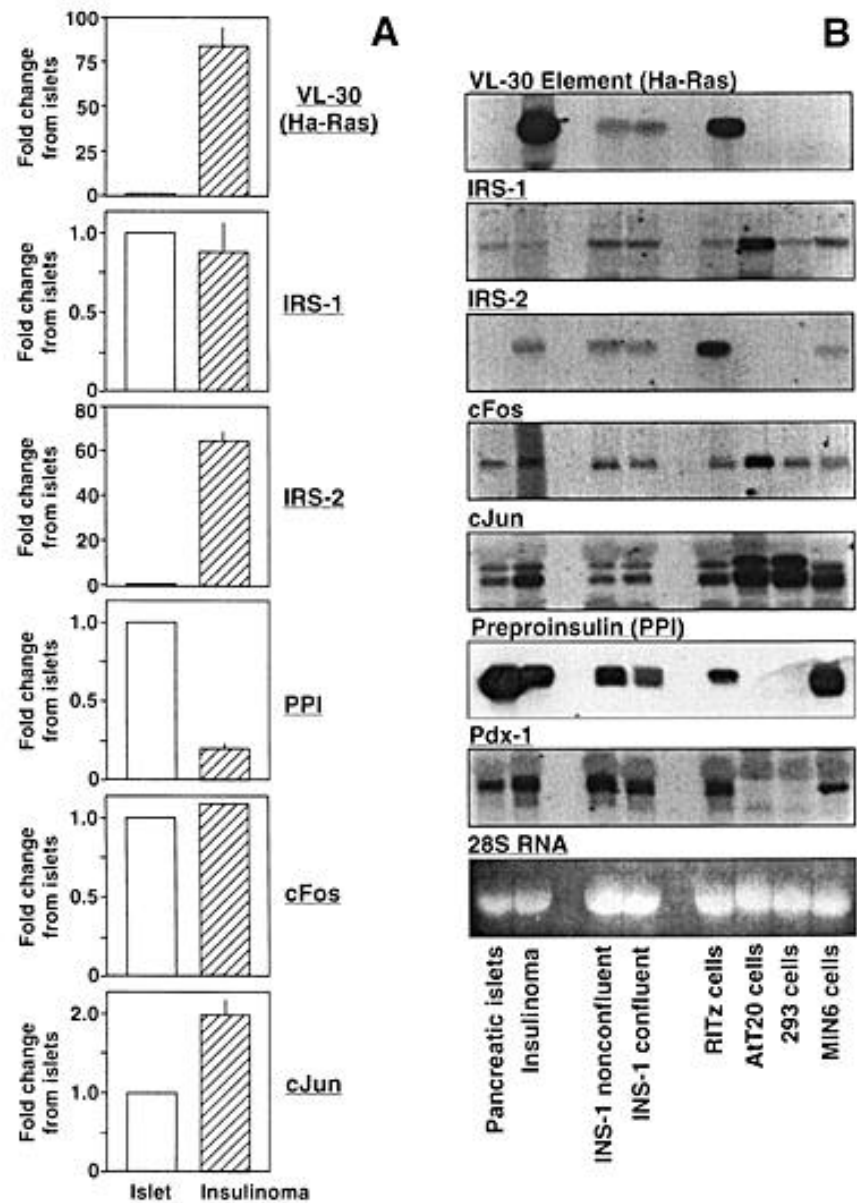 A
Fold change
from islets
100
75
50
25
0
VL-30
(Ha-Ras)
Fold change
from islets
1.0
0.5
0
IRS-1
Fold change
from islets
80
60
40
20
0
IRS-2
Fold change
from islets
1.0
0.5
0
PPI
Fold change
from islets
1.0
0.5
0
cFos
Fold change
from islets
2.0
1.0
0
cJun
Islet
Insulinoma
B
VL-30 Element (Ha-Ras)
IRS-1
IRS-2
cFos
cJun
Preproinsulin (PPI)
Pdx-1
28S RNA
Pancreatic islets
Insulinoma
INS-1 nonconfluent
INS-1 confluent
RITz cells
AtT20 cells
293 cells
MIN6 cells